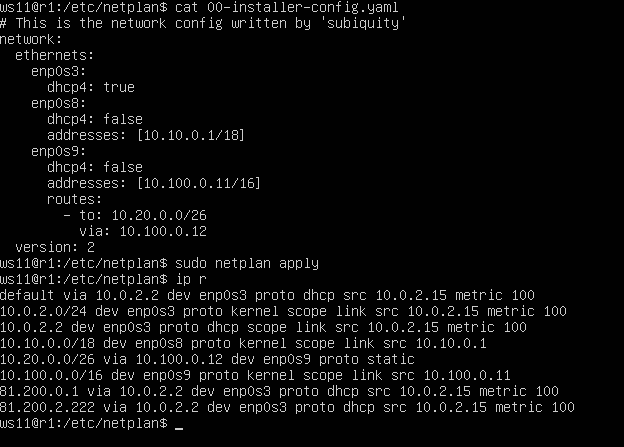 ws11@r1:/etc/netplan$ cat 00-installer-config.yaml
# This is the network config written by 'subiquity'
network:
  ethernets:
    enp0s3:
      dhcp4: true
    enp0s8:
      dhcp4: false
      addresses: [10.10.0.1/18]
    enp0s9:
      dhcp4: false
      addresses: [10.100.0.11/16]
      routes:
        - to: 10.20.0.0/26
          via: 10.100.0.12
  version: 2
ws11@r1:/etc/netplan$ sudo netplan apply
ws11@r1:/etc/netplan$ ip r
default via 10.0.2.2 dev enp0s3 proto dhcp src 10.0.2.15 metric 100
10.0.2.0/24 dev enp0s3 proto kernel scope link src 10.0.2.15 metric 100
10.0.2.2 dev enp0s3 proto dhcp scope link src 10.0.2.15 metric 100
10.10.0.0/18 dev enp0s8 proto kernel scope link src 10.10.0.1
10.20.0.0/26 via 10.100.0.12 dev enp0s9 proto static
10.100.0.0/16 dev enp0s9 proto kernel scope link src 10.100.0.11
81.200.0.1 via 10.0.2.2 dev enp0s3 proto dhcp src 10.0.2.15 metric 100
81.200.2.222 via 10.0.2.2 dev enp0s3 proto dhcp src 10.0.2.15 metric 100
ws11@r1:/etc/netplan$ _